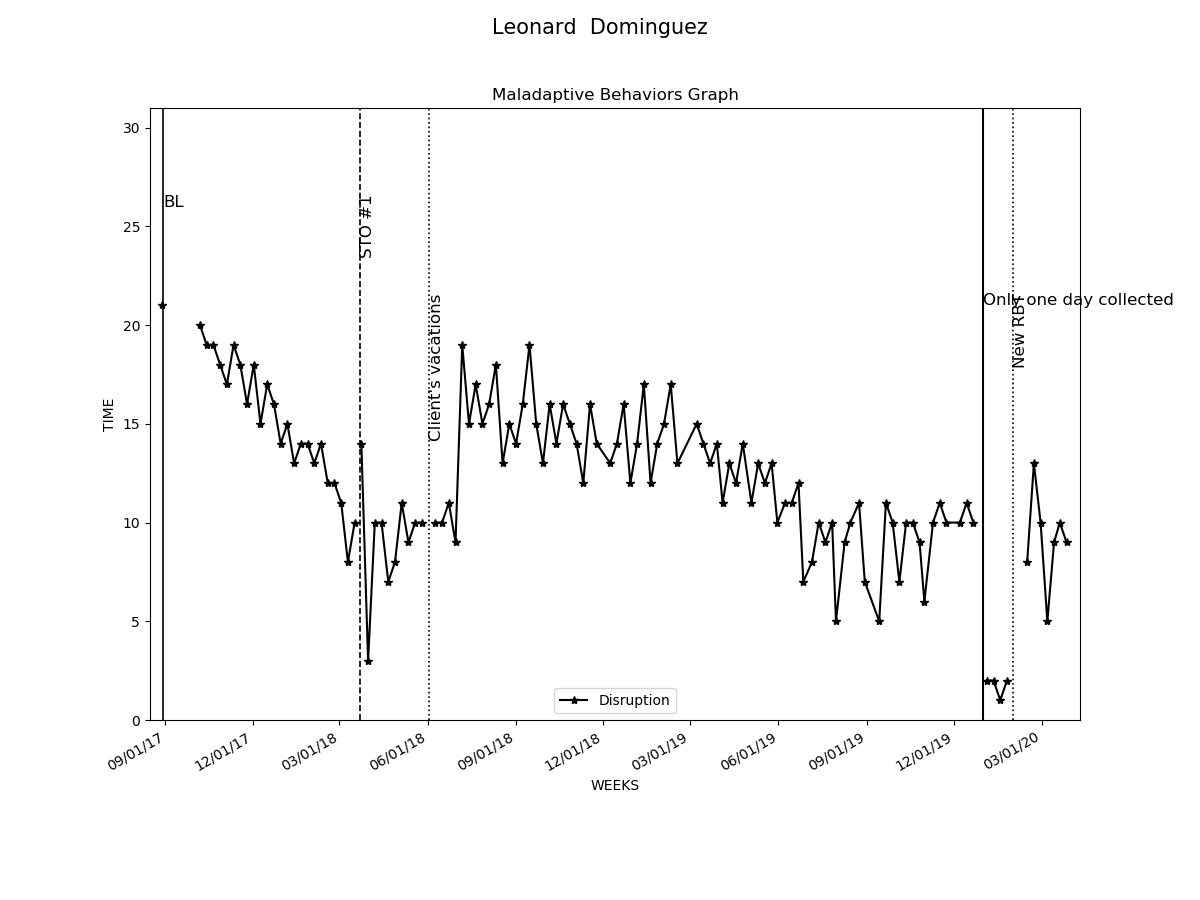 Leonard  Dominguez
Maladaptive Behaviors Graph
30
25
20
15
10
5
0
TIME
BL
STO #1
Client's vacations
Only one day collected
New RBT
Disruption
09/01/17
12/01/17
03/01/18
06/01/18
09/01/18
12/01/18
03/01/19
06/01/19
09/01/19
12/01/19
03/01/20
WEEKS